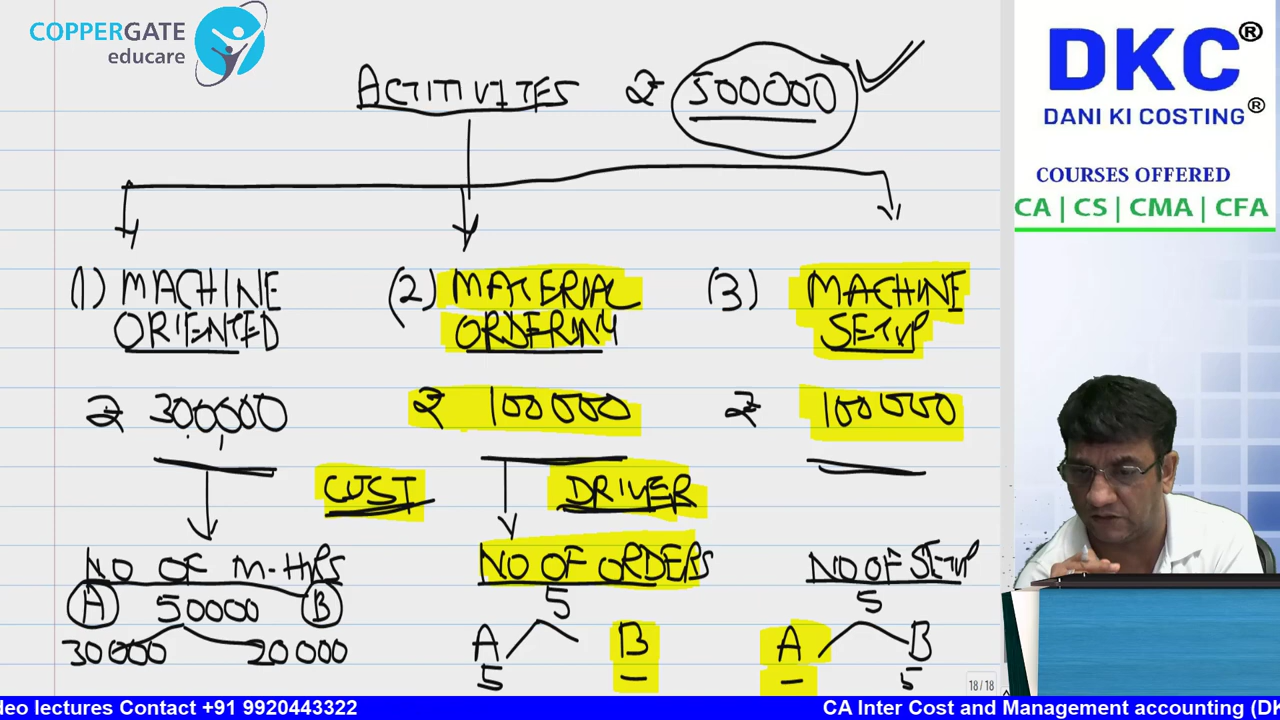 COPPERGATE
educare
ACTITIVITES ₹ 500000
(1) MACHINE
ORIENTED
(2) MATERIAL
ORDERING
(3) MACHINE
SETUP
₹ 300000
₹ 100000
₹ 100000
COST DRIVER
NO OF M-HRS
NO OF ORDERS
NO OF SETUP
A 50000 B
30000 20000
5
A B
5 –
5
A B
– 5
18/18
DKC®
DANI KI COSTING®
COURSES OFFERED
CA | CS | CMA | CFA
deo lectures Contact +91 9920443322
CA Inter Cost and Management accounting (DK